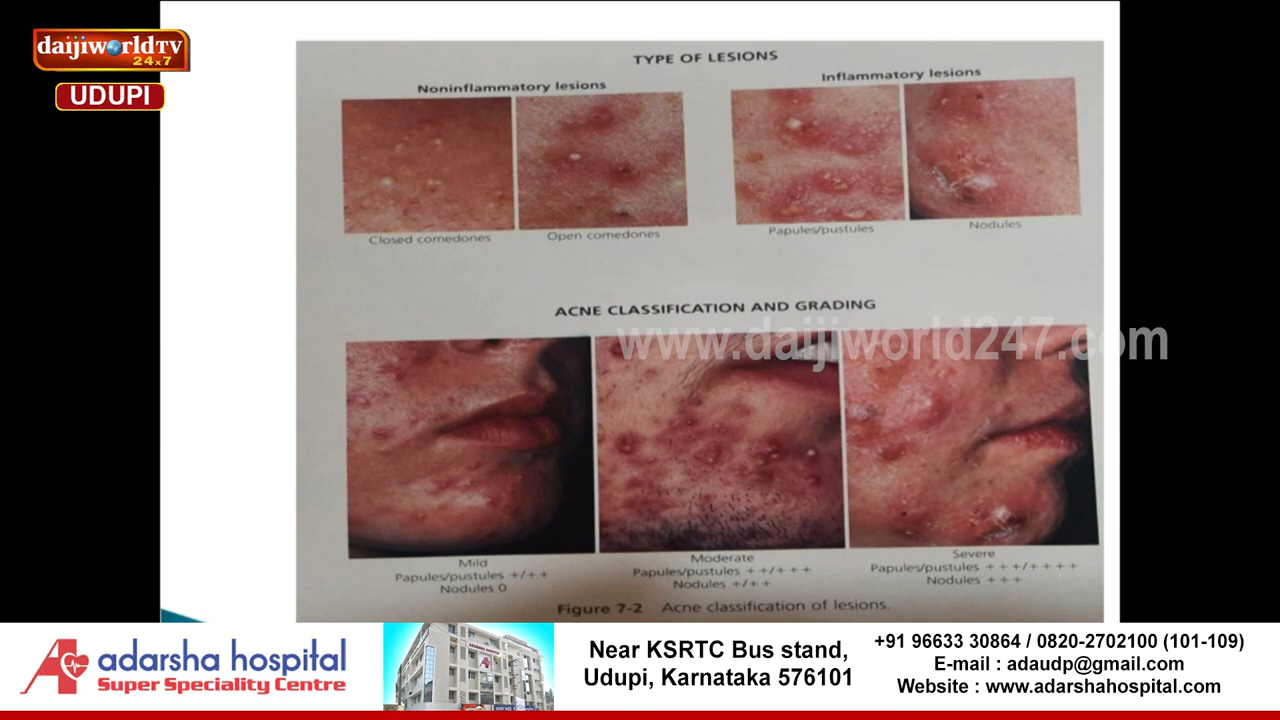 daijiworldTV
24x7
UDUPI
TYPE OF LESIONS
Noninflammatory lesions
Inflammatory lesions
Closed comedones
Open comedones
Papules/pustules
Nodules
ACNE CLASSIFICATION AND GRADING
www.daijiworld247.com
Mild
Papules/pustules +/++
Nodules 0
Moderate
Papules/pustules ++/+++
Nodules +/++
Severe
Papules/pustules +++/++++
Nodules +++
Figure 7-2 Acne classification of lesions.
adarsha hospital
Super Speciality Centre
ADARSHA HOSPITAL
Near KSRTC Bus stand,
Udupi, Karnataka 576101
+91 96633 30864 / 0820-2702100 (101-109)
E-mail : adaudp@gmail.com
Website : www.adarshahospital.com